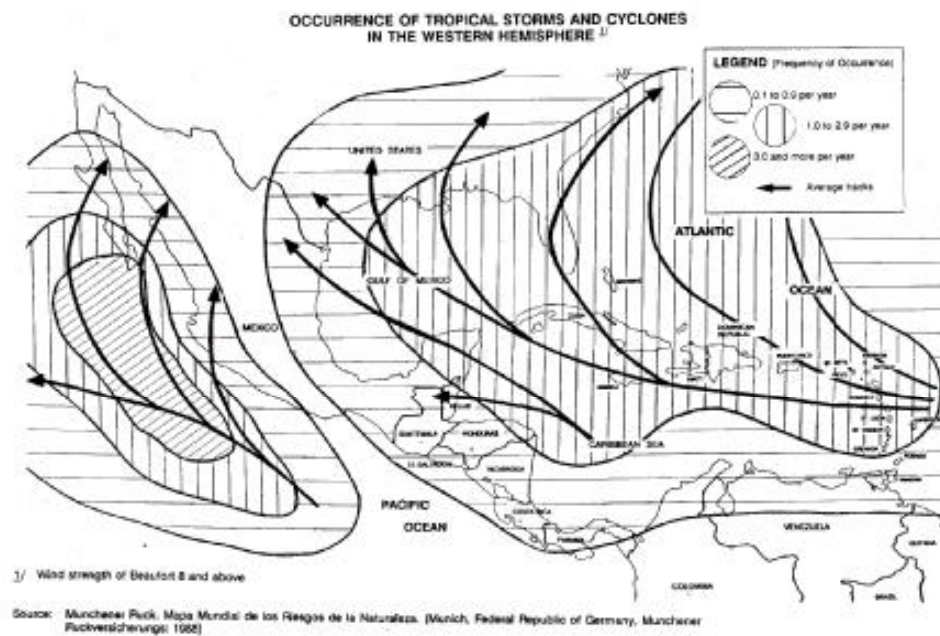 OCCURRENCE OF TROPICAL STORMS AND CYCLONES
IN THE WESTERN HEMISPHERE 1/
LEGEND (Frequency of Occurrence)
0.1 to 0.9 per year
1.0 to 2.9 per year
3.0 and more per year
Average tracks
UNITED STATES
ATLANTIC
GULF OF MEXICO
OCEAN
MEXICO
DOMINICAN
REPUBLIC
PUERTO RICO
GUATEMALA
HONDURAS
CARIBBEAN SEA
EL SALVADOR
NICARAGUA
PACIFIC
OCEAN
COSTA RICA
PANAMA
VENEZUELA
GUYANA
COLOMBIA
BRASIL
1/ Wind strength of Beaufort 8 and above
Source: Munchener Ruck. Mapa Mundial de los Riesgos de la Naturaleza. (Munich, Federal Republic of Germany, Munchener
Ruckversicherungs: 1988)